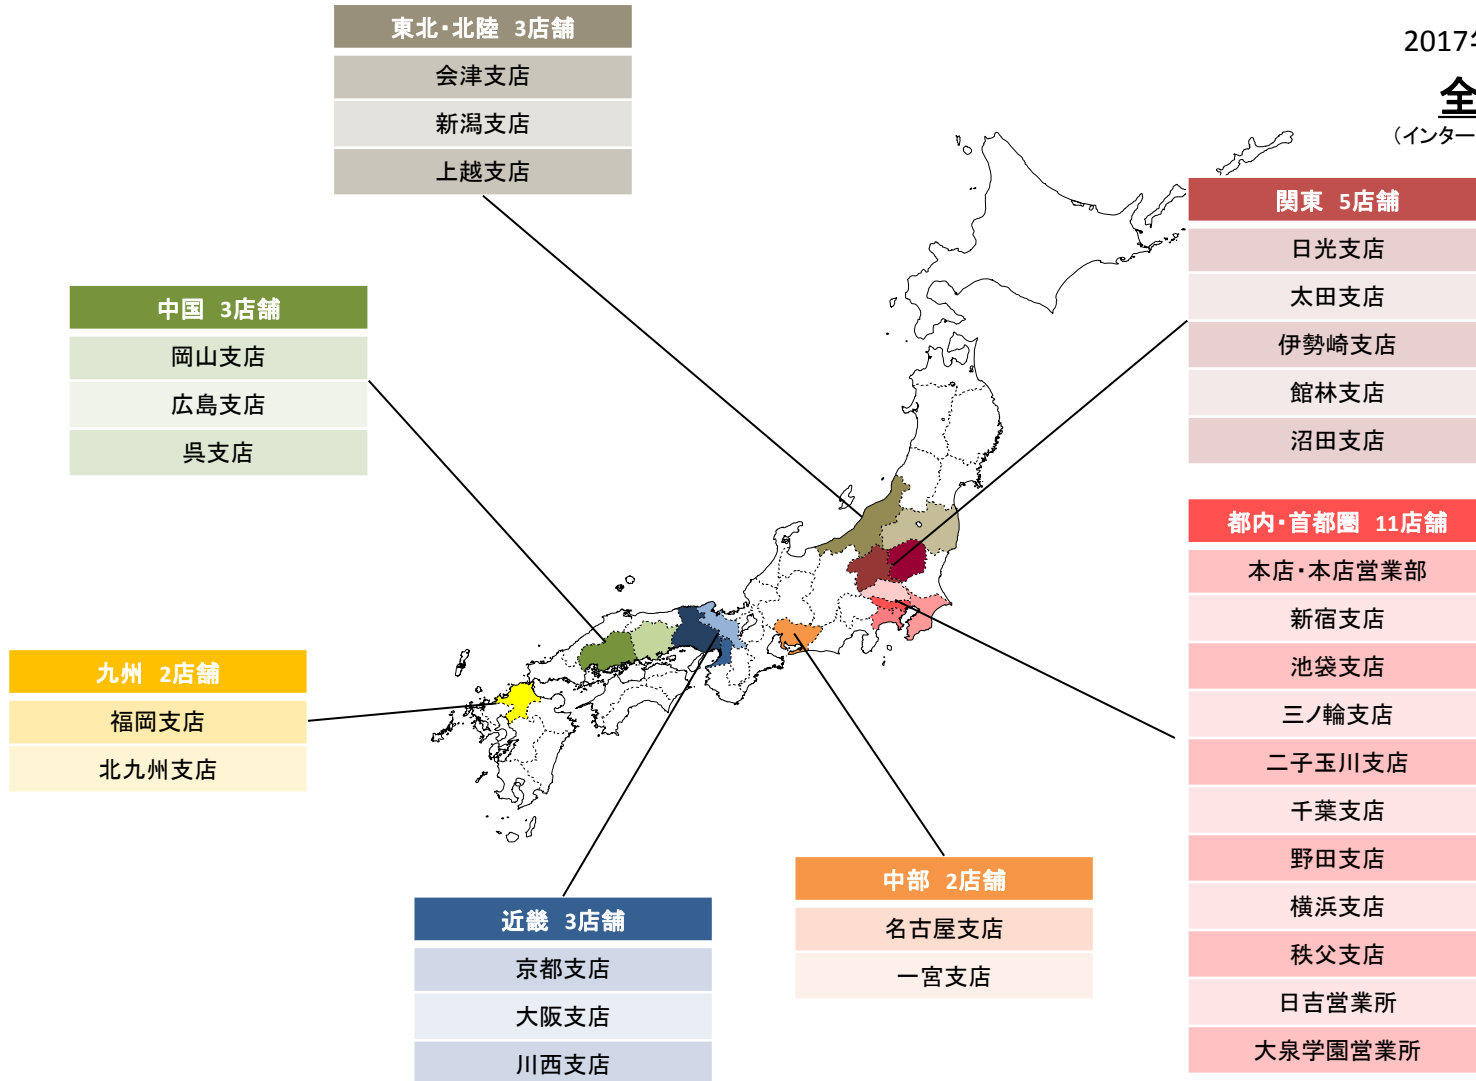 2017年
全
（インター
東北・北陸 3店舗
会津支店
新潟支店
上越支店
関東 5店舗
日光支店
太田支店
伊勢崎支店
館林支店
沼田支店
中国 3店舗
岡山支店
広島支店
呉支店
都内・首都圏 11店舗
本店・本店営業部
新宿支店
池袋支店
三ノ輪支店
二子玉川支店
千葉支店
野田支店
横浜支店
秩父支店
日吉営業所
大泉学園営業所
九州 2店舗
福岡支店
北九州支店
中部 2店舗
名古屋支店
一宮支店
近畿 3店舗
京都支店
大阪支店
川西支店